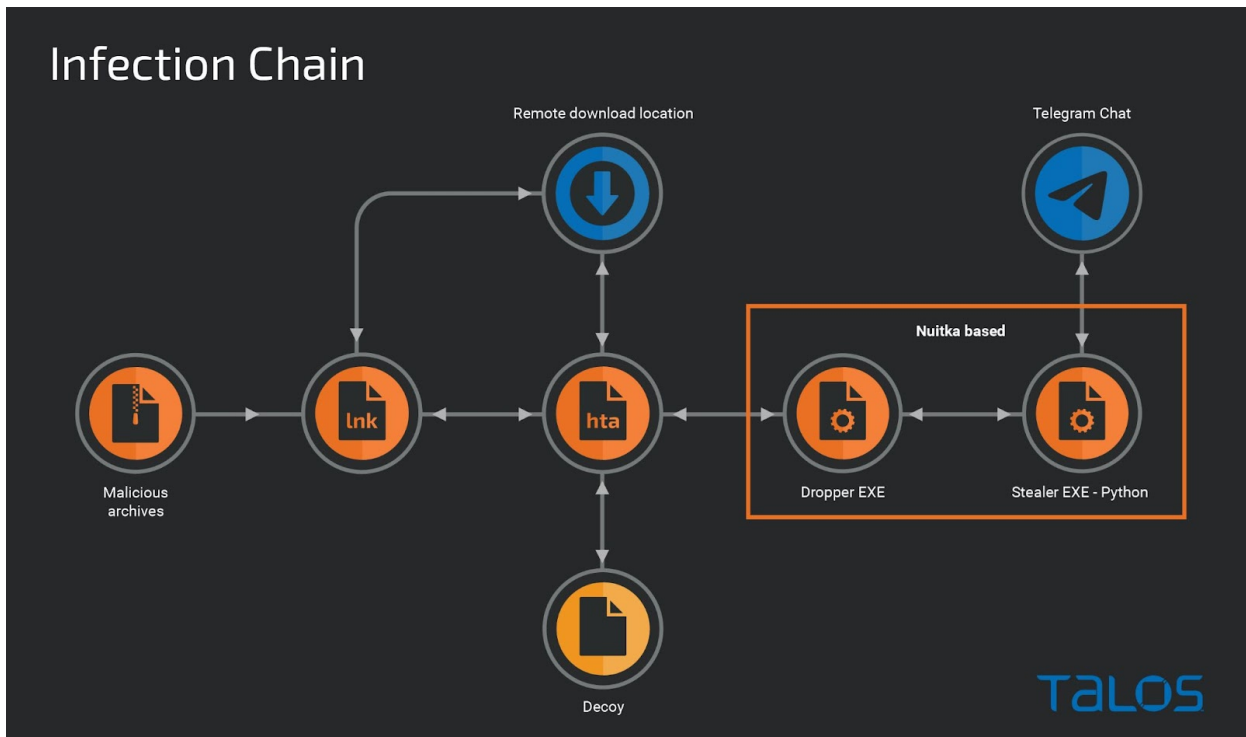 Infection Chain
Remote download location
Telegram Chat
Nuitka based
lnk
hta
Malicious
archives
Dropper EXE
Stealer EXE - Python
Decoy
TALOS